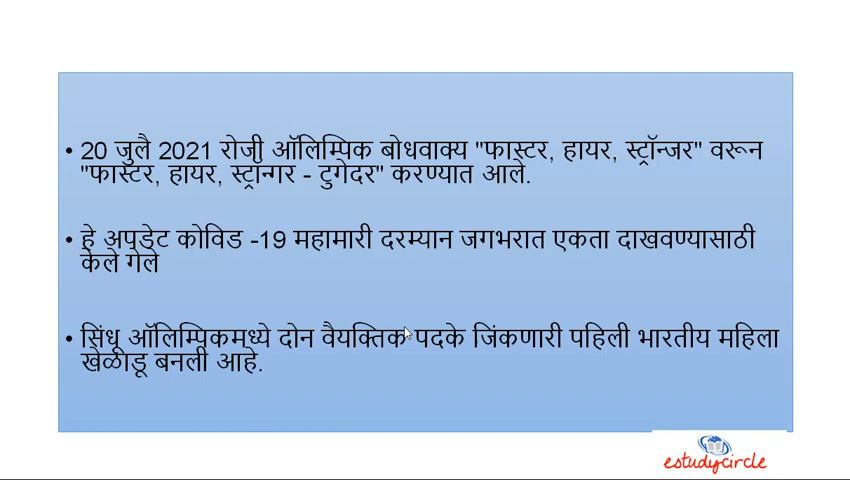 • 20 जुलै 2021 रोजी ऑलिम्पिक बोधवाक्य "फास्टर, हायर, स्ट्रॉन्जर" वरून
"फास्टर, हायर, स्ट्रॉन्गर - टुगेदर" करण्यात आले.
• हे अपडेट कोविड -19 महामारी दरम्यान जगभरात एकता दाखवण्यासाठी
केले गेले
• सिंधू ऑलिम्पिकमध्ये दोन वैयक्तिक पदके जिंकणारी पहिली भारतीय महिला
खेळाडू बनली आहे.
estudycircle